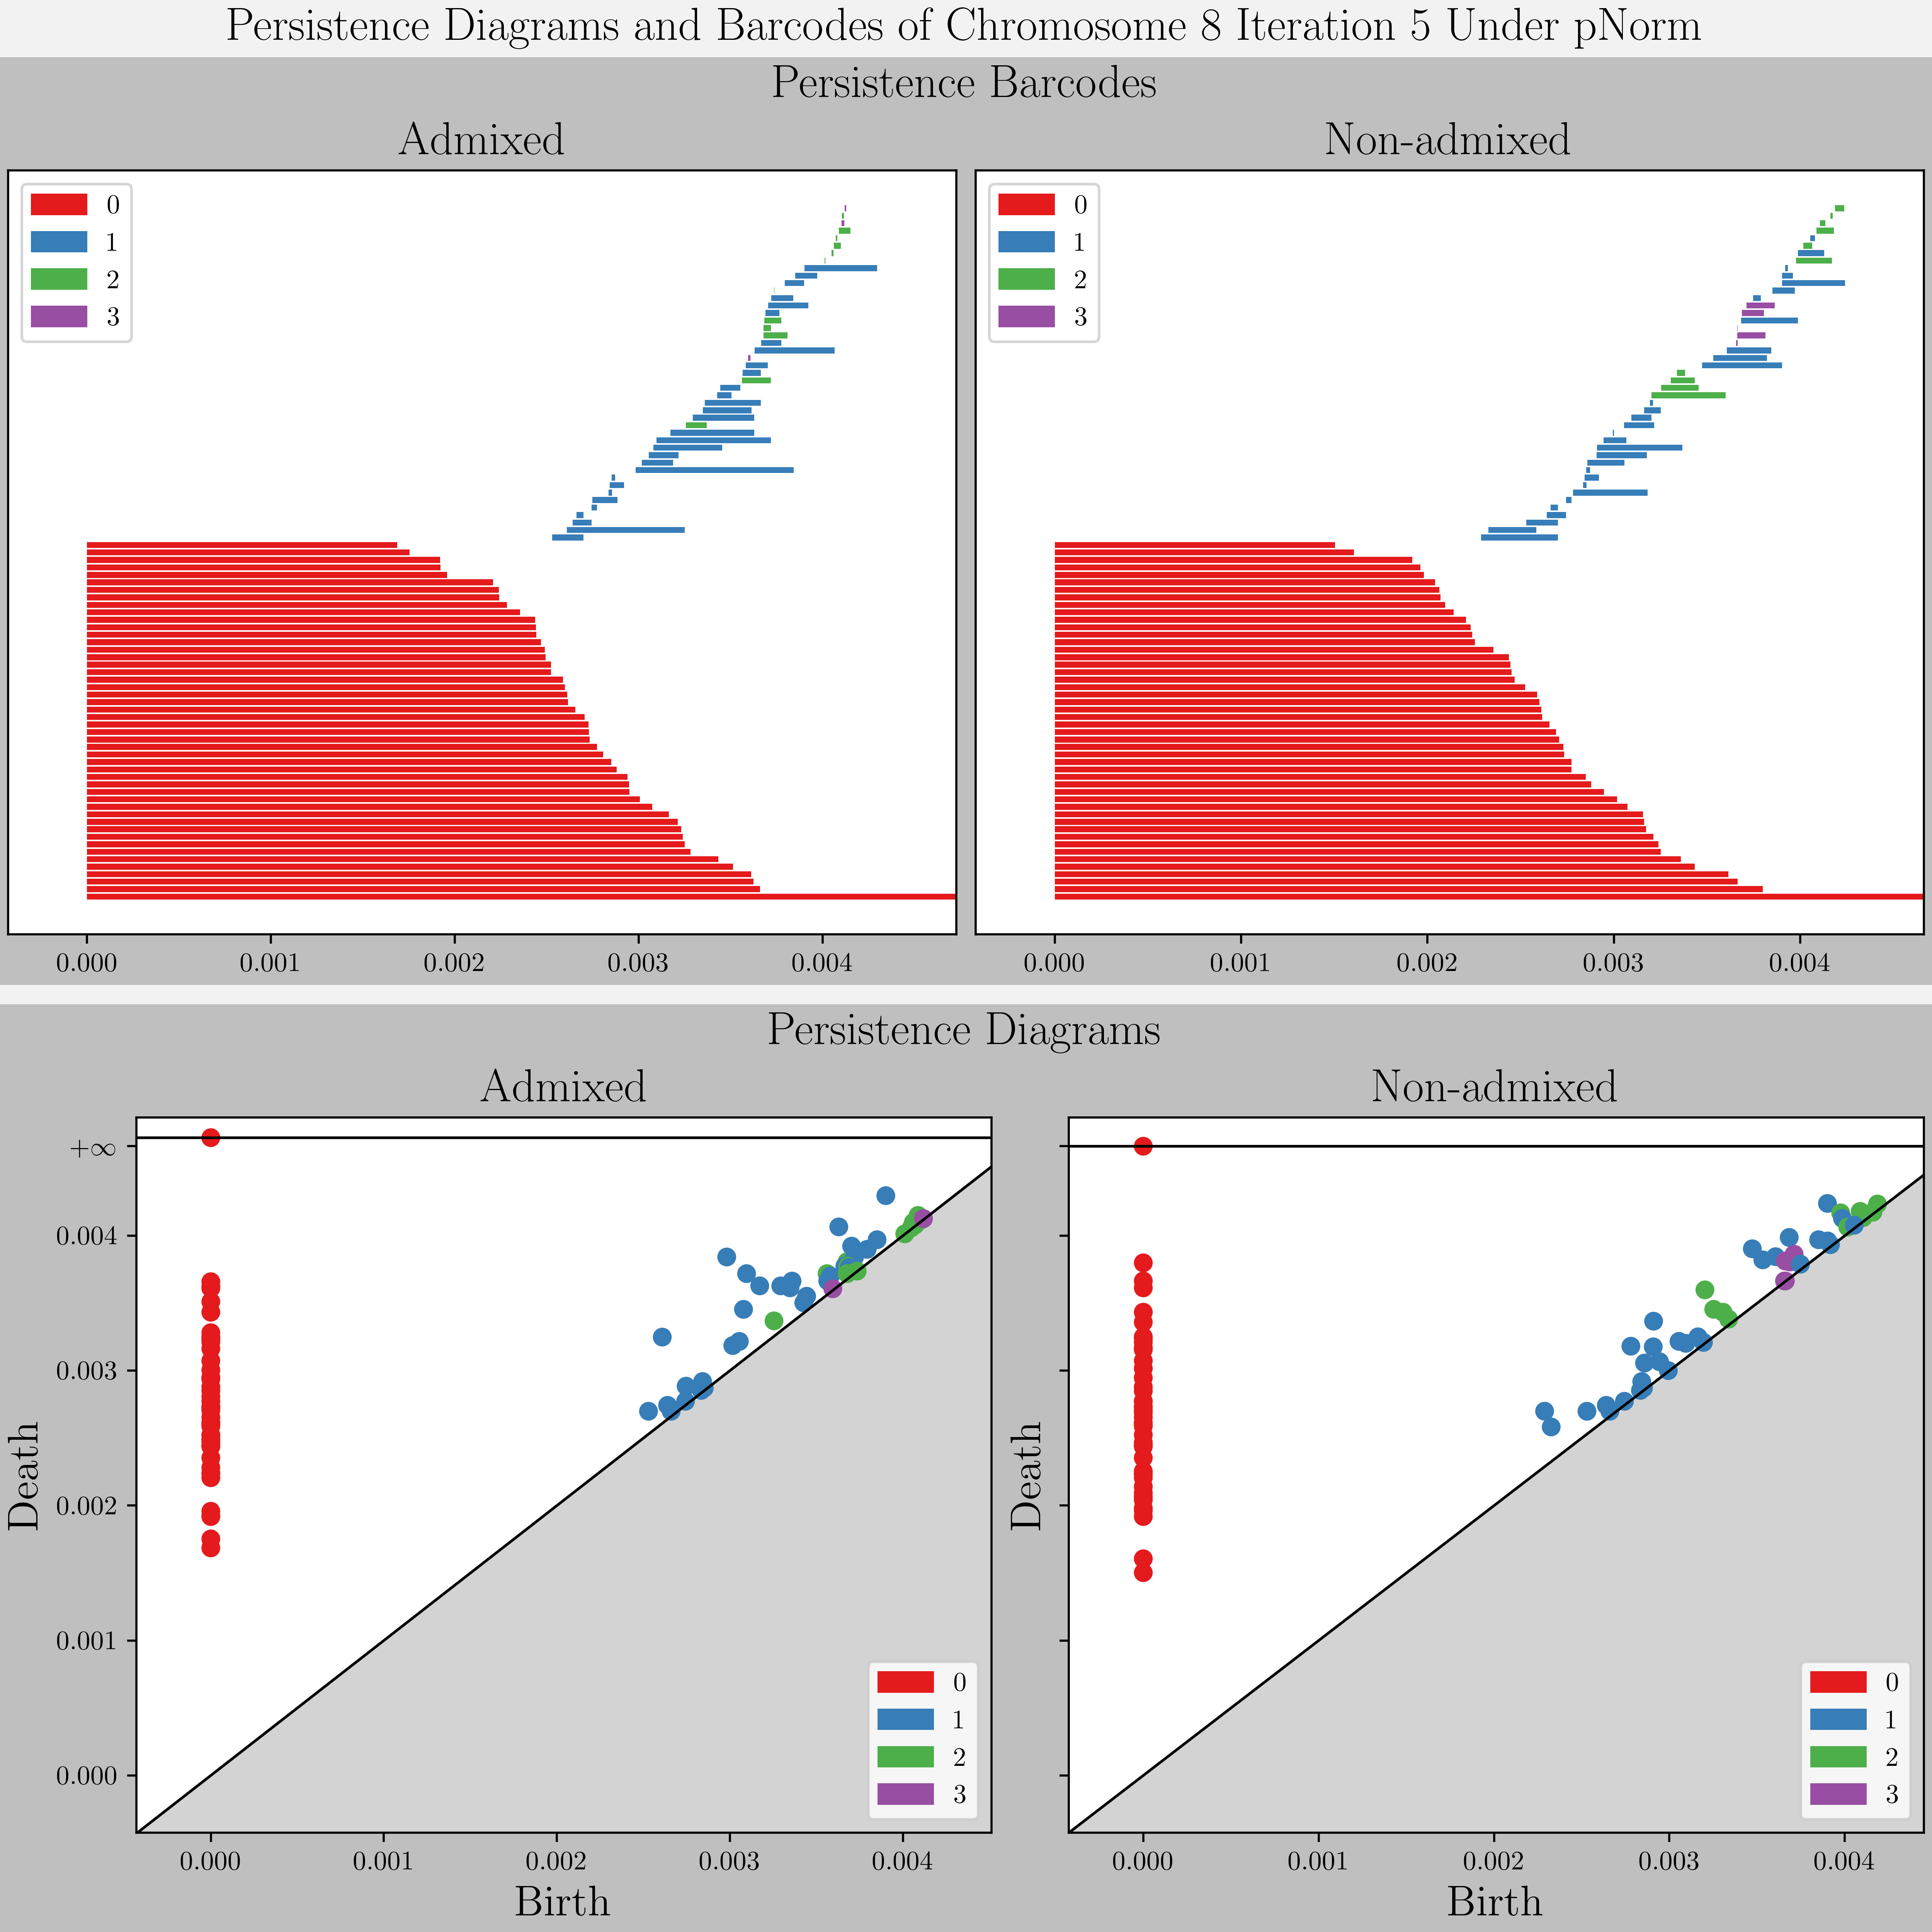 Persistence Diagrams and Barcodes of Chromosome 8 Iteration 5 Under pNorm
Persistence Barcodes
Admixed
0
1
2
3
0.000 0.001 0.002 0.003 0.004
Non-admixed
0
1
2
3
0.000 0.001 0.002 0.003 0.004
Persistence Diagrams
Admixed
Death
+∞
0.004
0.003
0.002
0.001
0.000
0
1
2
3
0.000 0.001 0.002 0.003 0.004
Birth
Non-admixed
Death
0
1
2
3
0.000 0.001 0.002 0.003 0.004
Birth